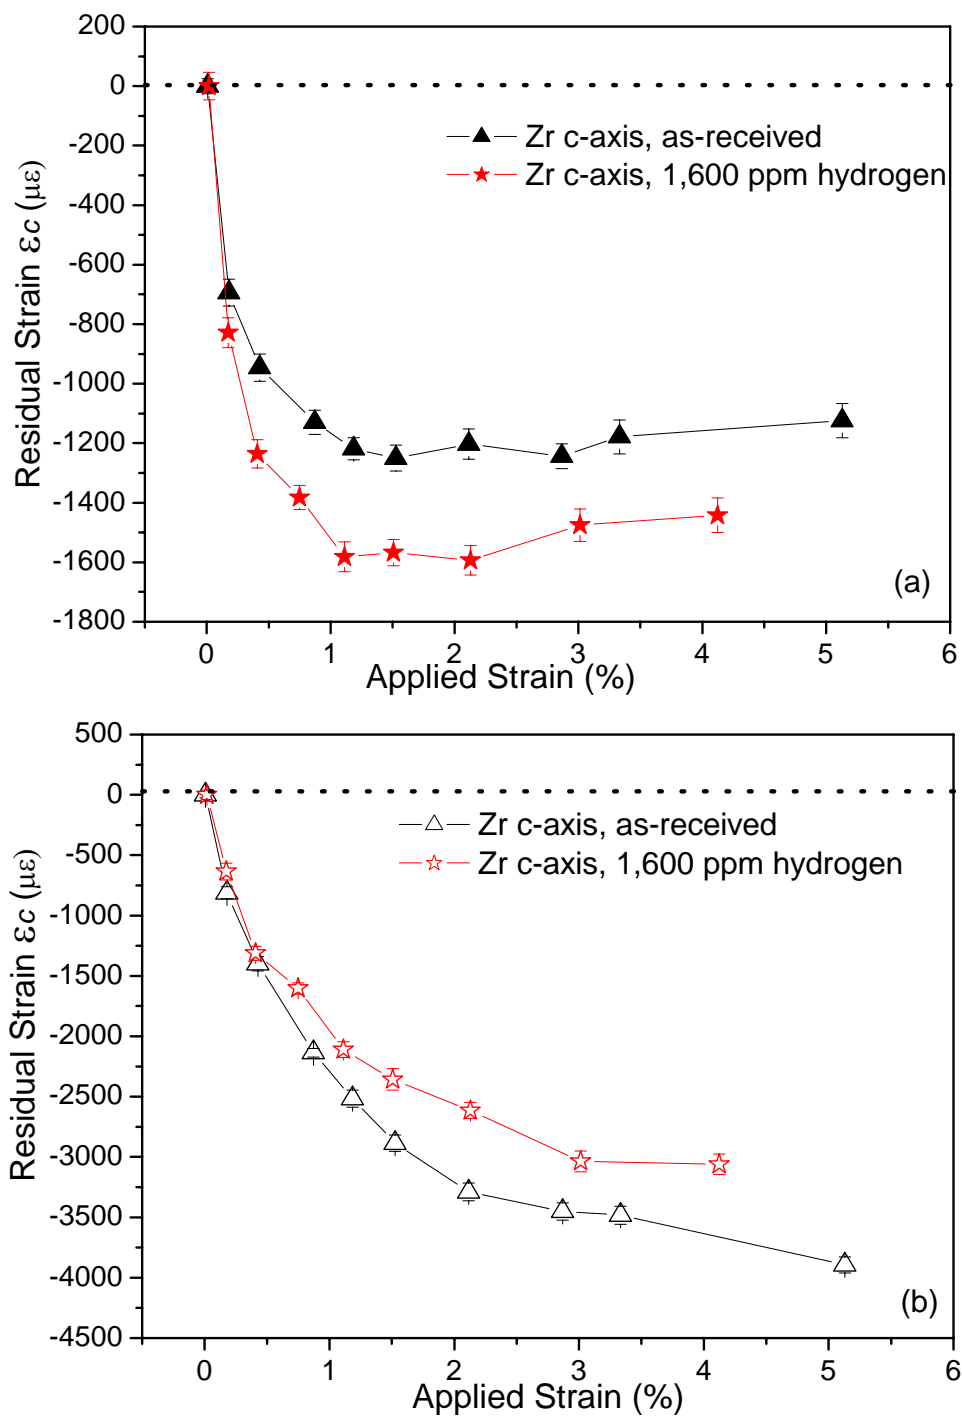 200
0
-200
-400
-600
-800
-1000
-1200
-1400
-1600
-1800
Residual Strain εc (με)
Zr c-axis, as-received
Zr c-axis, 1,600 ppm hydrogen
(a)
0 1 2 3 4 5 6
Applied Strain (%)
500
0
-500
-1000
-1500
-2000
-2500
-3000
-3500
-4000
-4500
Residual Strain εc (με)
Zr c-axis, as-received
Zr c-axis, 1,600 ppm hydrogen
(b)
0 1 2 3 4 5 6
Applied Strain (%)